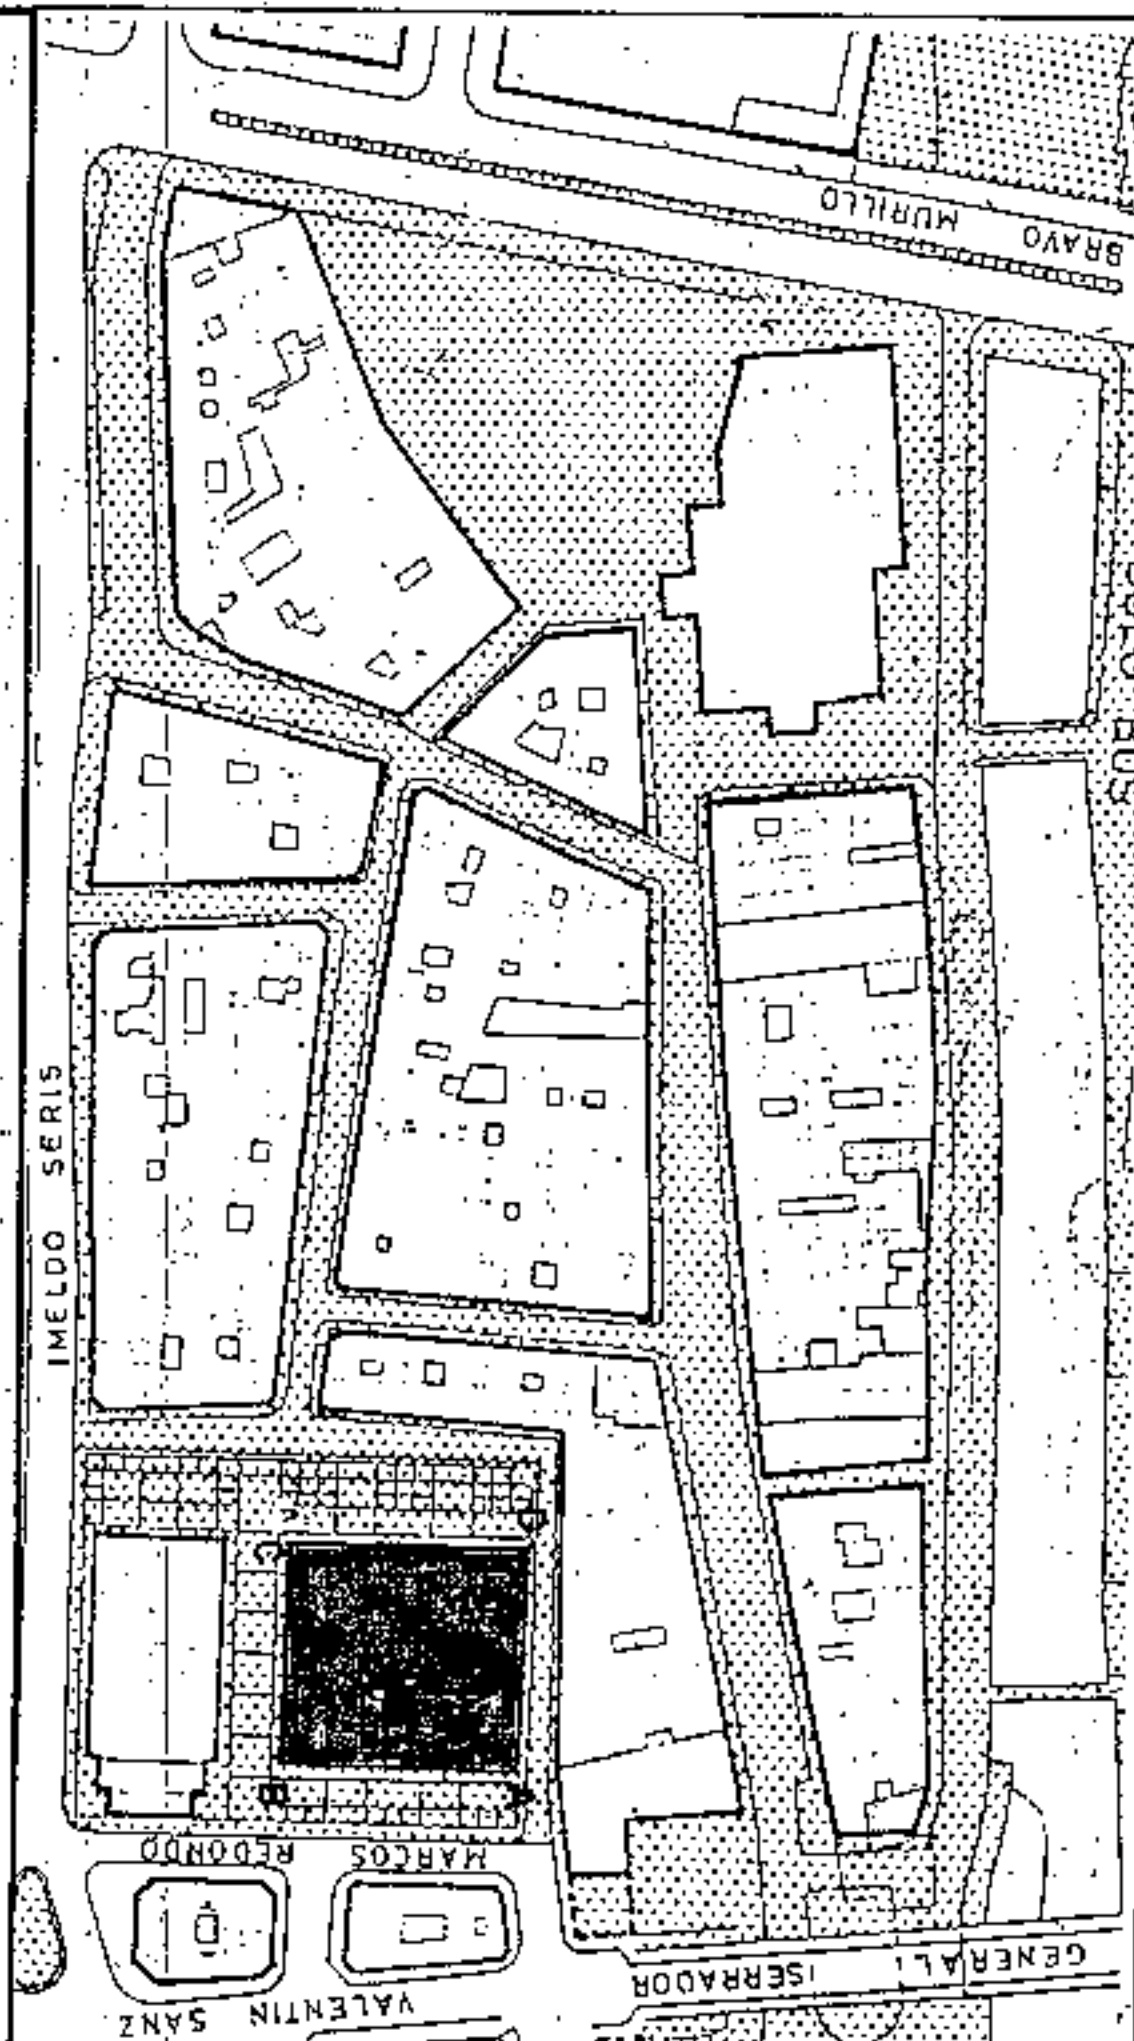 BRAVO MURILLO
IMELDO SERIS
MARCOS REDONDO
VALENTIN SANZ
GENERAL SERRADOR